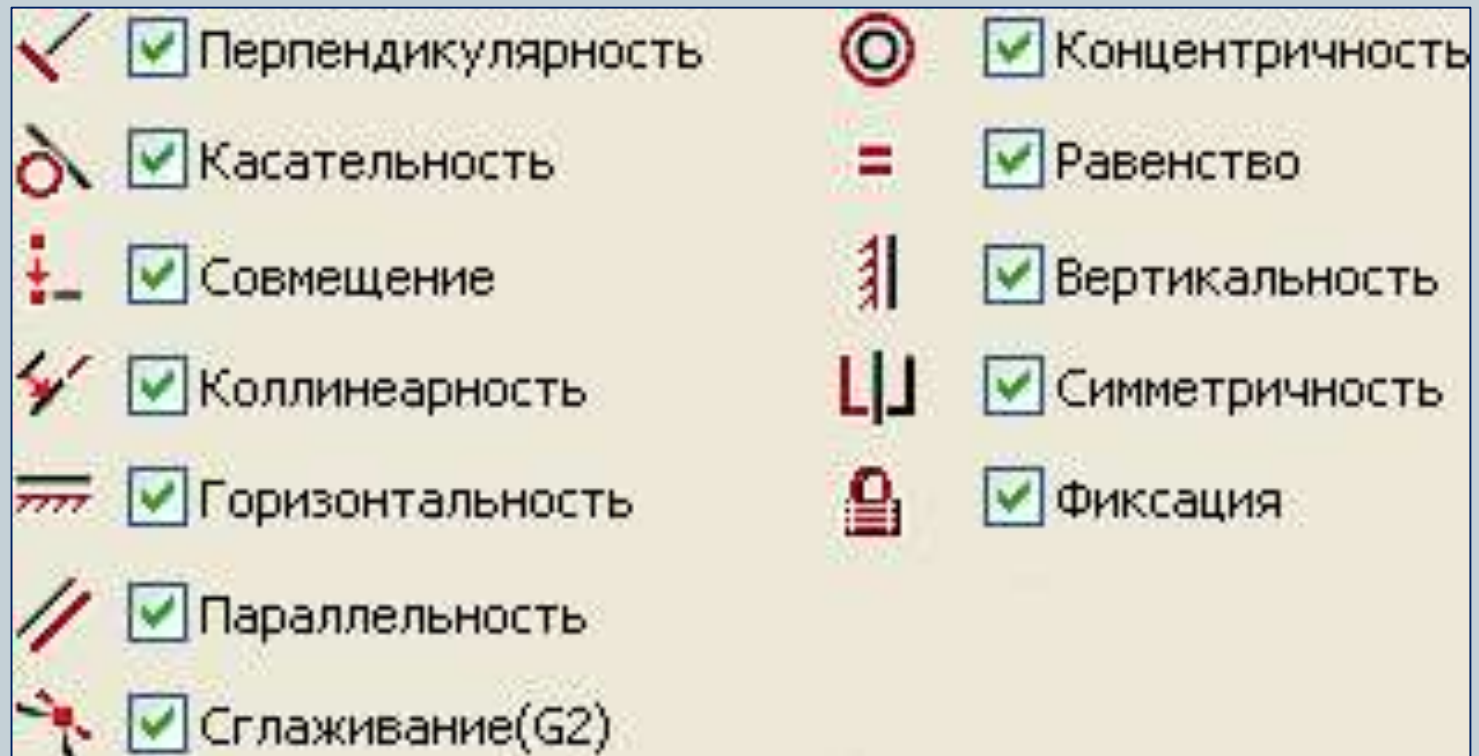 Перпендикулярность
Касательность
Совмещение
Коллинеарность
Горизонтальность
Параллельность
Сглаживание(G2)
Концентричность
Равенство
Вертикальность
Симметричность
Фиксация